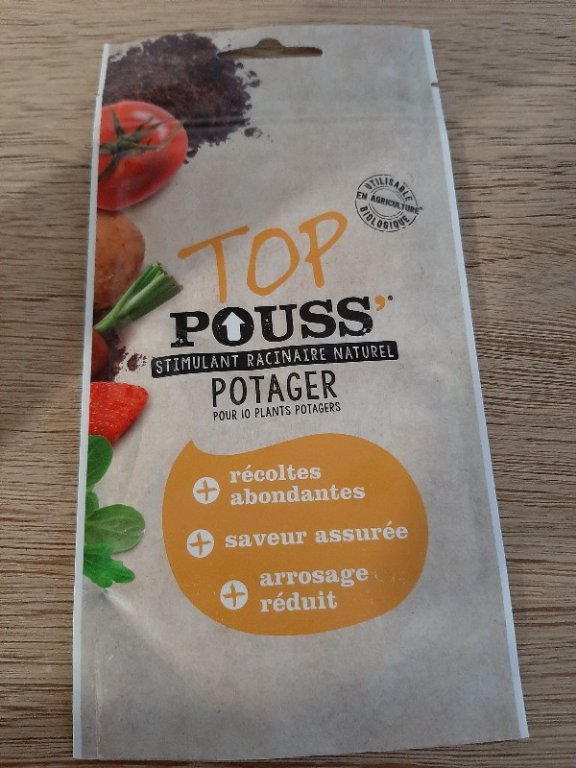 UTILISABLE
EN AGRICULTURE
BIOLOGIQUE
TOP
POUSS'
STIMULANT RACINAIRE NATUREL
POTAGER
POUR 10 PLANTS POTAGERS
récoltes
abondantes
saveur assurée
arrosage
réduit